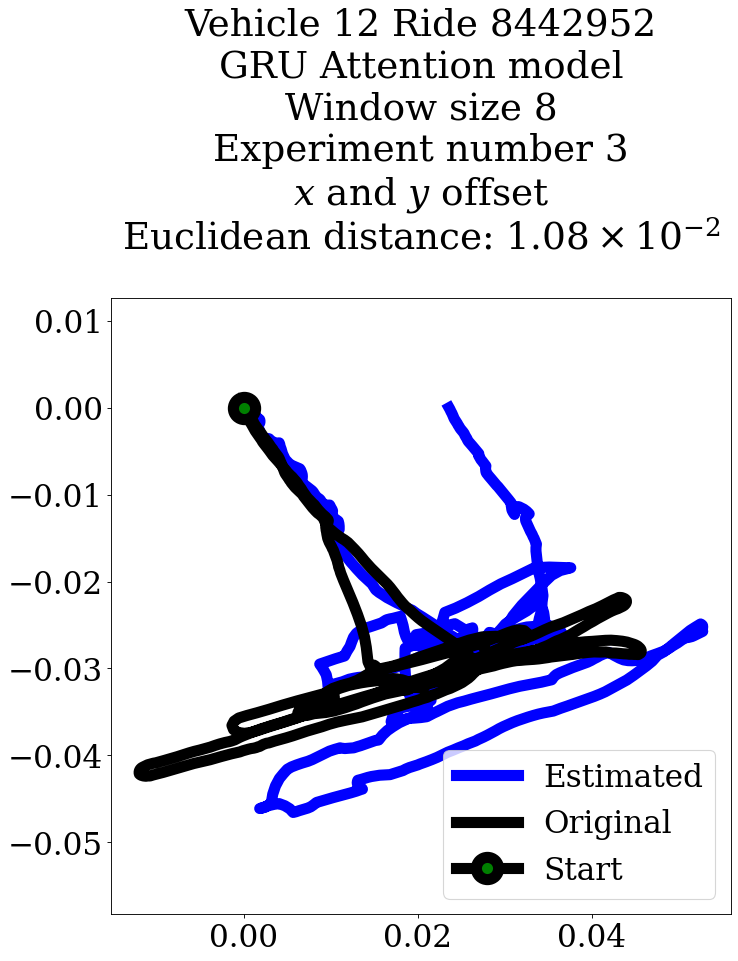 Vehicle 12 Ride 8442952
GRU Attention model
Window size 8
Experiment number 3
x and y offset
Euclidean distance: 1.08 × 10⁻²
0.01
0.00
−0.01
−0.02
−0.03
−0.04
−0.05
Estimated
Original
Start
0.00 0.02 0.04